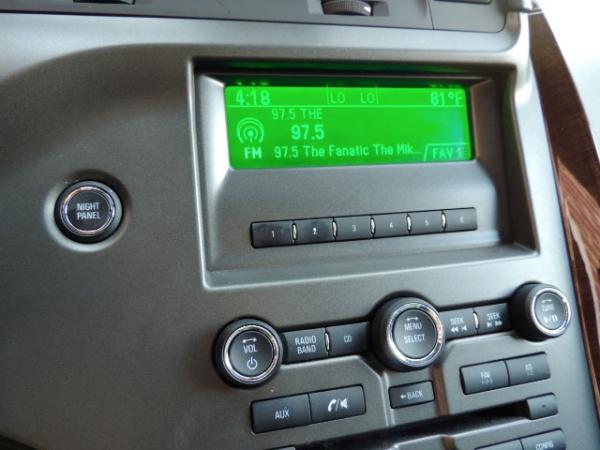 4:18 LO LO 81°F
97.5 THE
97.5
FM 97.5 The Fanatic The Mik... FAV 1
NIGHT PANEL
1 2 3 4 5 6
VOL
RADIO BAND
CD
MENU SELECT
SEEK
SEEK
TUNE
BACK
FAV
AUX
CONFIG